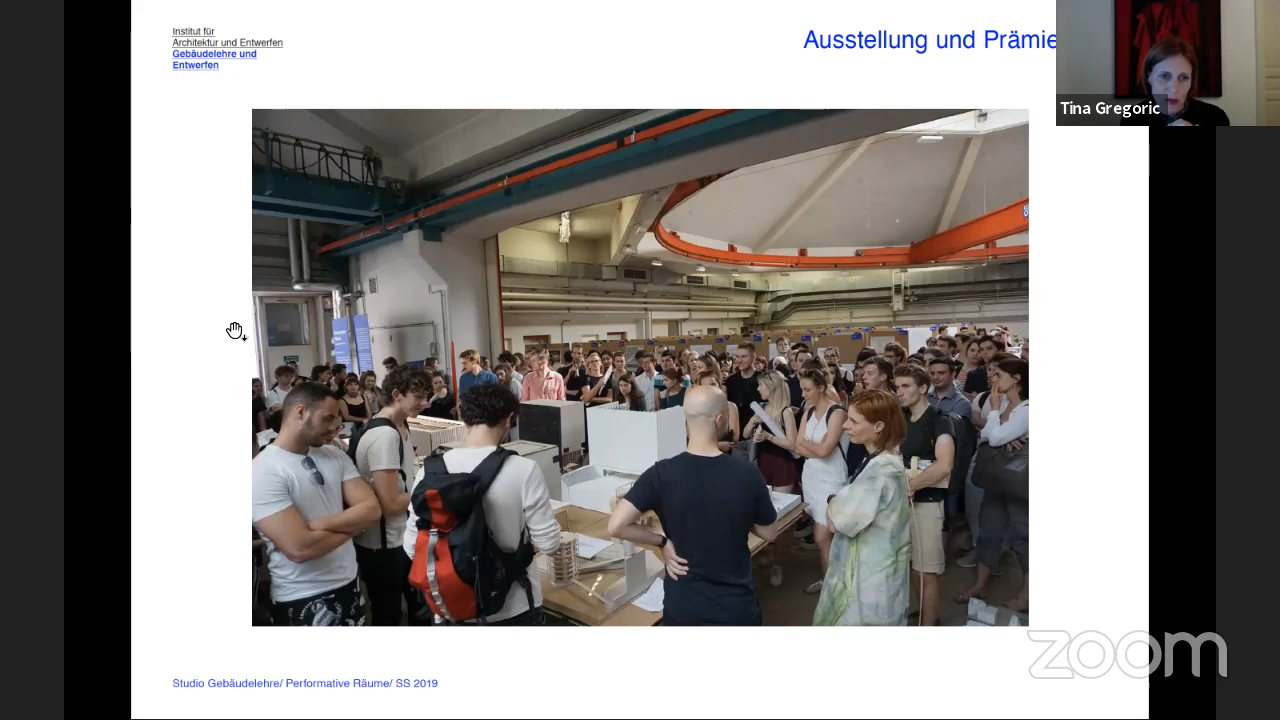 Institut für
Architektur und Entwerfen
Gebäudelehre und
Entwerfen
Ausstellung und Prämie
Tina Gregoric
Studio Gebäudelehre/ Performative Räume/ SS 2019
zoom